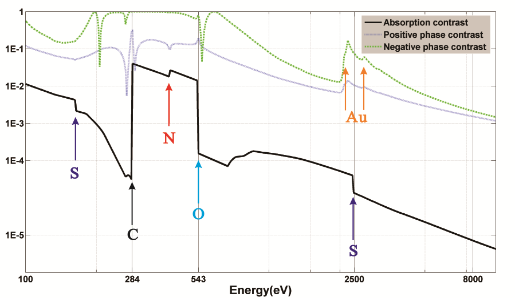 1
1E-1
1E-2
1E-3
1E-4
1E-5
Absorption contrast
Positive phase contrast
Negative phase contrast
S
C
N
O
Au
S
100 284 543 2500 8000
Energy(eV)